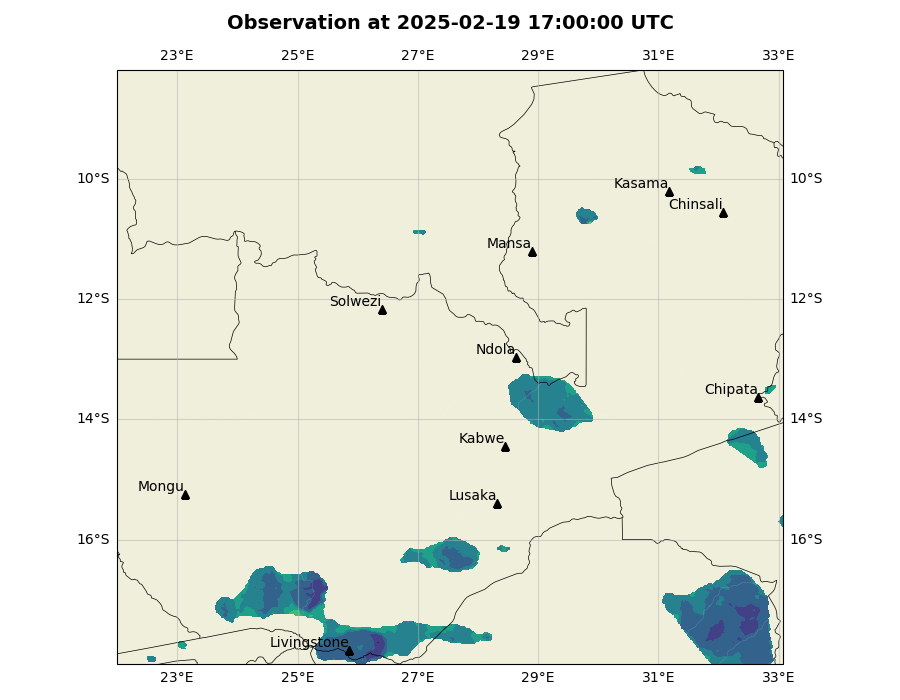 Observation at 2025-02-19 17:00:00 UTC
23°E 25°E 27°E 29°E 31°E 33°E
10°S 10°S
Kasama
Chinsali
Mansa
12°S 12°S
Solwezi
Ndola
Chipata
14°S 14°S
Kabwe
Mongu
Lusaka
16°S 16°S
Livingstone
23°E 25°E 27°E 29°E 31°E 33°E